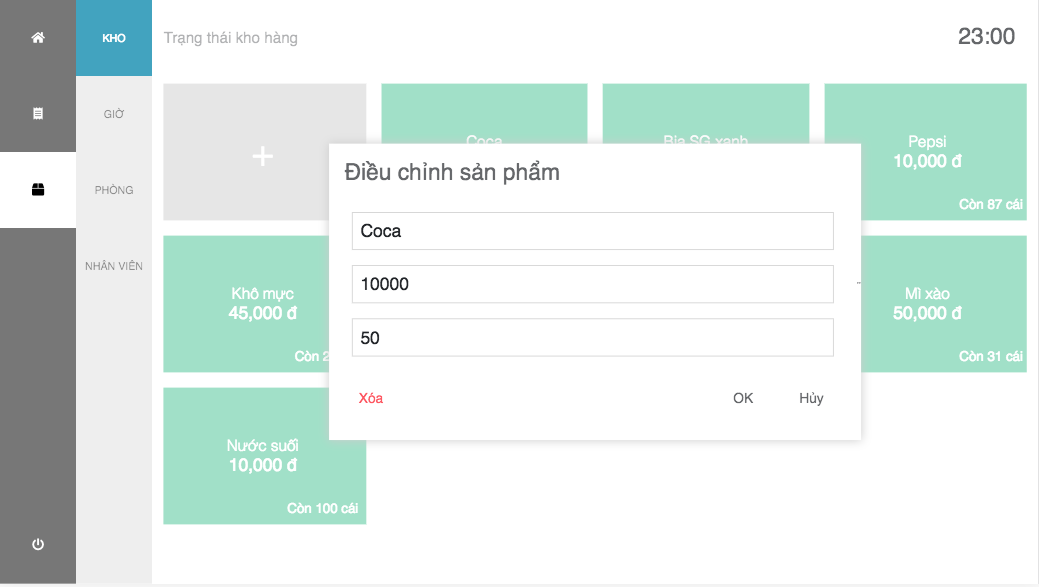 KHO
Trạng thái kho hàng
23:00
GIỜ
PHÒNG
NHÂN VIÊN
+
Coca
Bia SG xanh
Pepsi
10,000 đ
Còn 87 cái
Điều chỉnh sản phẩm
Coca
10000
50
Xóa
OK
Hủy
Khô mực
45,000 đ
Còn
Mì xào
50,000 đ
Còn 31 cái
Nước suối
10,000 đ
Còn 100 cái